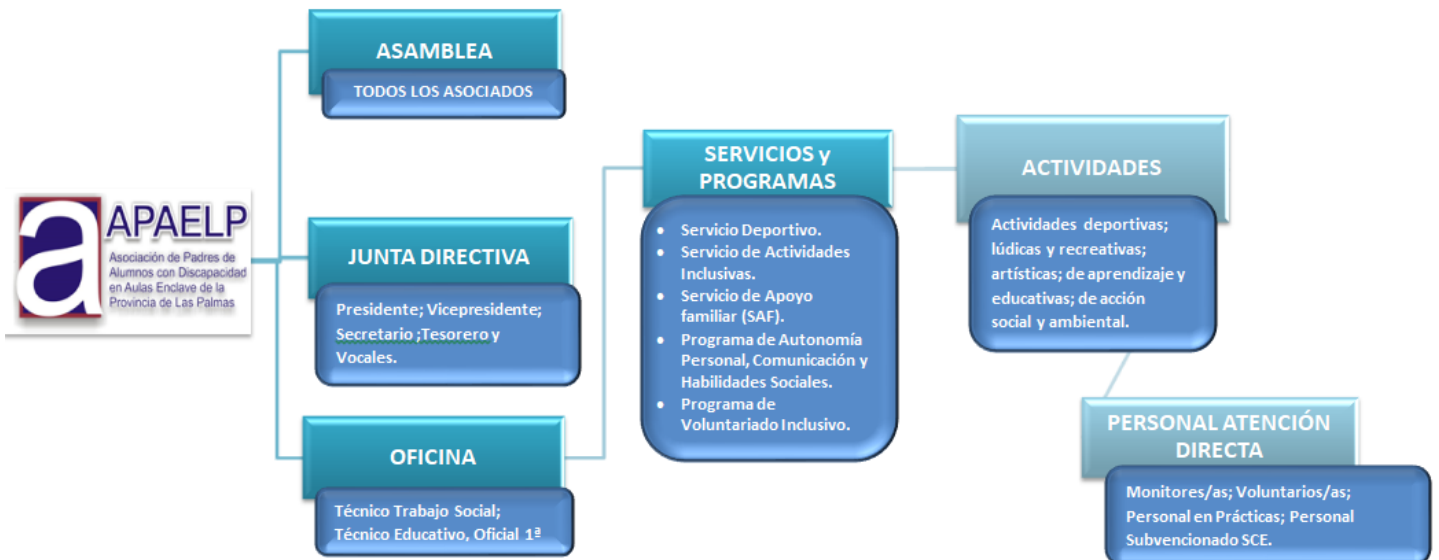 APAELP
Asociación de Padres de
Alumnos con Discapacidad
en Aulas Enclave de la
Provincia de Las Palmas
ASAMBLEA
TODOS LOS ASOCIADOS
JUNTA DIRECTIVA
Presidente; Vicepresidente;
Secretario ;Tesorero y
Vocales.
OFICINA
Técnico Trabajo Social;
Técnico Educativo, Oficial 1ª
SERVICIOS y
PROGRAMAS
• Servicio Deportivo.
• Servicio de Actividades
Inclusivas.
• Servicio de Apoyo
familiar (SAF).
• Programa de Autonomía
Personal, Comunicación y
Habilidades Sociales.
• Programa de
Voluntariado Inclusivo.
ACTIVIDADES
Actividades deportivas;
lúdicas y recreativas;
artísticas; de aprendizaje y
educativas; de acción
social y ambiental.
PERSONAL ATENCIÓN
DIRECTA
Monitores/as; Voluntarios/as;
Personal en Prácticas; Personal
Subvencionado SCE.